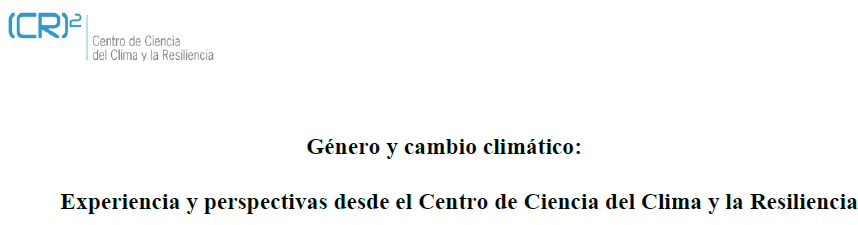 (CR)²
Centro de Ciencia
del Clima y la Resiliencia
Género y cambio climático:
Experiencia y perspectivas desde el Centro de Ciencia del Clima y la Resiliencia